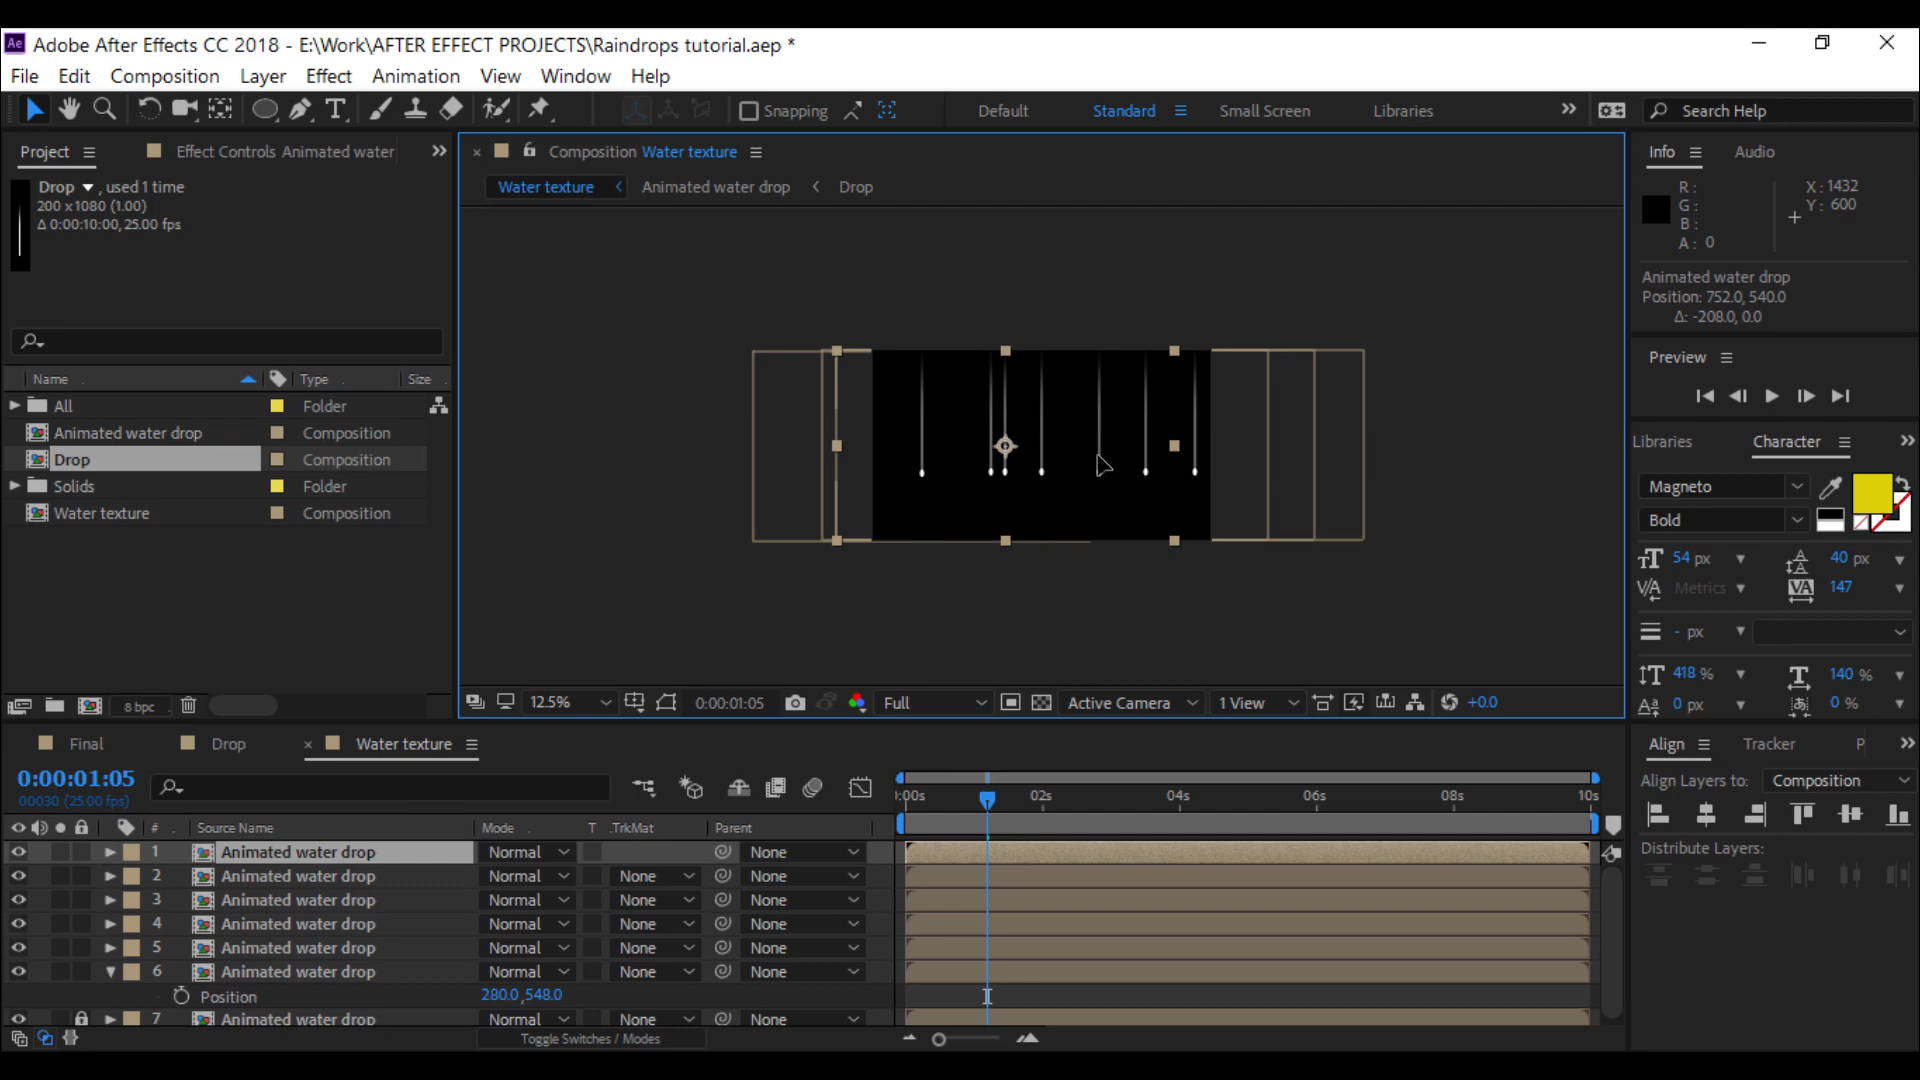 Ae Adobe After Effects CC 2018 - E:\Work\AFTER EFFECT PROJECTS\Raindrops tutorial.aep *
File Edit Composition Layer Effect Animation View Window Help
Snapping Default Standard Small Screen Libraries Search Help
Project Effect Controls Animated water
Composition Water texture
Info Audio
Drop , used 1 time
200 x1080 (1.00)
Δ 0:00:10:00, 25.00 fps
Water texture Animated water drop Drop
R :
G :
B :
A : 0
X : 1432
Y : 600
Animated water drop
Position: 752.0, 540.0
Δ: -208.0, 0.0
Preview
Name Type Size
All Folder
Animated water drop Composition
Drop Composition
Solids Folder
Water texture Composition
Libraries Character
Magneto
Bold
54 px 40 px
Metrics 147
- px
418 % 140 %
0 px 0 %
8 bpc
12.5% 0:00:01:05 Full Active Camera 1 View +0.0
Final Drop Water texture
Align Tracker P
0:00:01:05
00030 (25.00 fps)
Align Layers to: Composition
Distribute Layers:
:00s 02s 04s 06s 08s 10s
# Source Name Mode T .TrkMat Parent
1 Animated water drop Normal None
2 Animated water drop Normal None None
3 Animated water drop Normal None None
4 Animated water drop Normal None None
5 Animated water drop Normal None None
6 Animated water drop Normal None None
Position 280.0,548.0
7 Animated water drop Normal None None
Toggle Switches / Modes